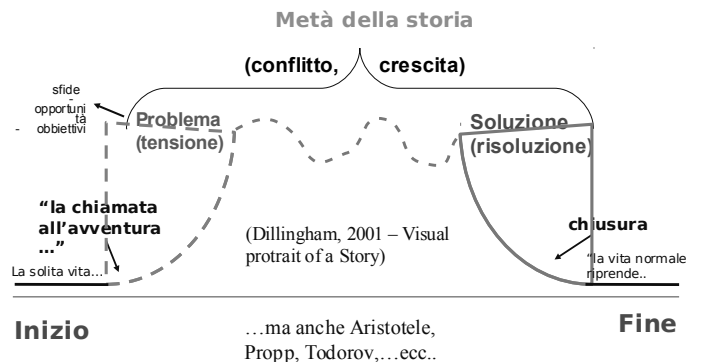 Metà della storia
(conflitto, crescita)
sfide
- opportuni
tà
- obbiettivi
Problema
(tensione)
Soluzione
(risoluzione)
“la chiamata
all’avventura
…”
(Dillingham, 2001 – Visual
protrait of a Story)
chiusura
La solita vita…
“la vita normale
riprende..
Inizio
…ma anche Aristotele,
Propp, Todorov,…ecc..
Fine